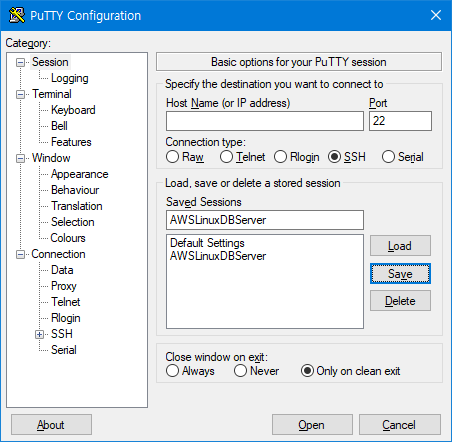 PuTTY Configuration
Category:
Session
Logging
Terminal
Keyboard
Bell
Features
Window
Appearance
Behaviour
Translation
Selection
Colours
Connection
Data
Proxy
Telnet
Rlogin
SSH
Serial
Basic options for your PuTTY session
Specify the destination you want to connect to
Host Name (or IP address) Port
22
Connection type:
Raw Telnet Rlogin SSH Serial
Load, save or delete a stored session
Saved Sessions
AWSLinuxDBServer
Default Settings
AWSLinuxDBServer
Load
Save
Delete
Close window on exit:
Always Never Only on clean exit
About Open Cancel